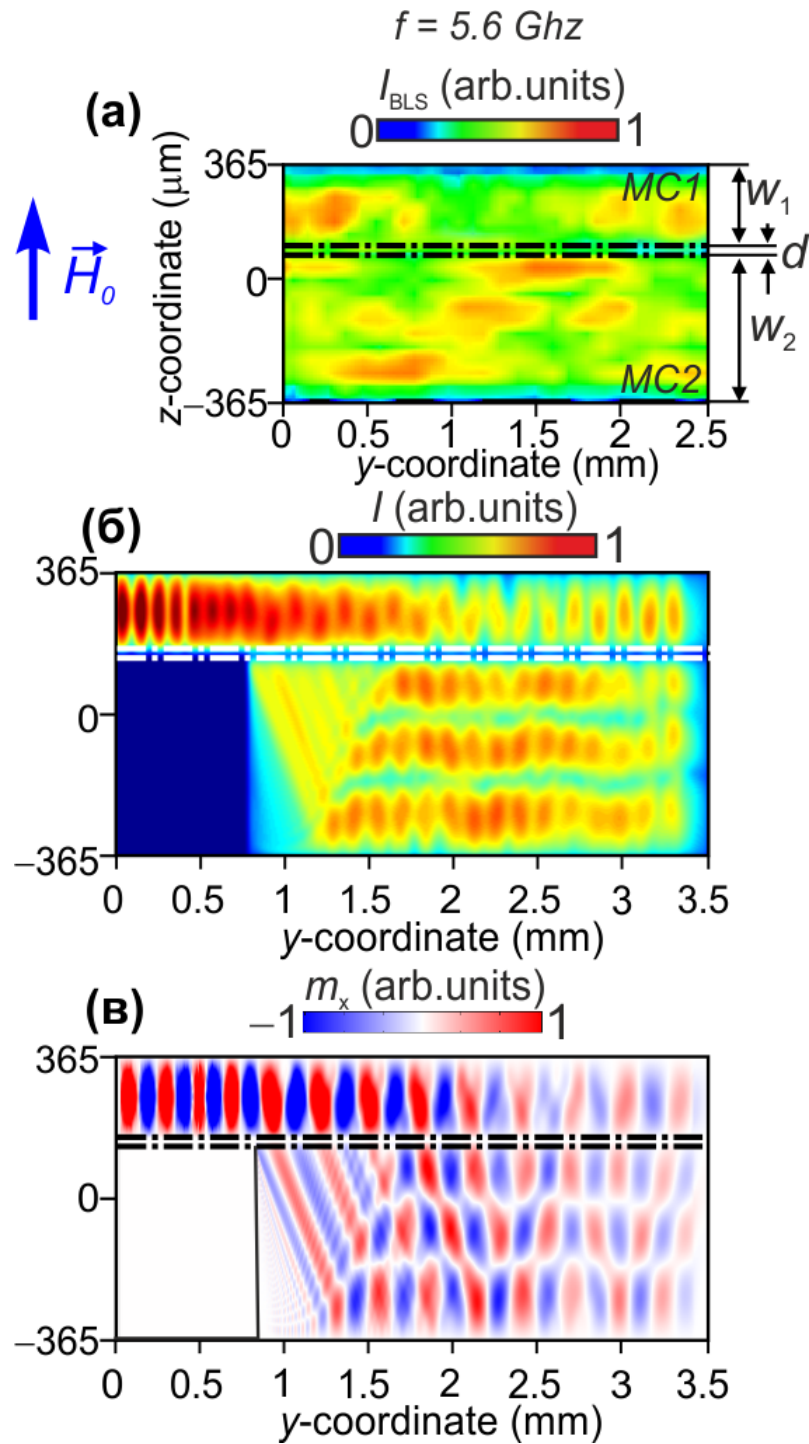 f = 5.6 Ghz
(а)
I_BLS (arb.units)
0 1
z-coordinate (μm)
365
0
−365
MC1
MC2
w₁
d
w₂
H⃗₀
0 0.5 1 1.5 2 2.5
y-coordinate (mm)
(б)
I (arb.units)
0 1
365
0
−365
0 0.5 1 1.5 2 2.5 3 3.5
y-coordinate (mm)
(в)
mₓ (arb.units)
−1 1
365
0
−365
0 0.5 1 1.5 2 2.5 3 3.5
y-coordinate (mm)